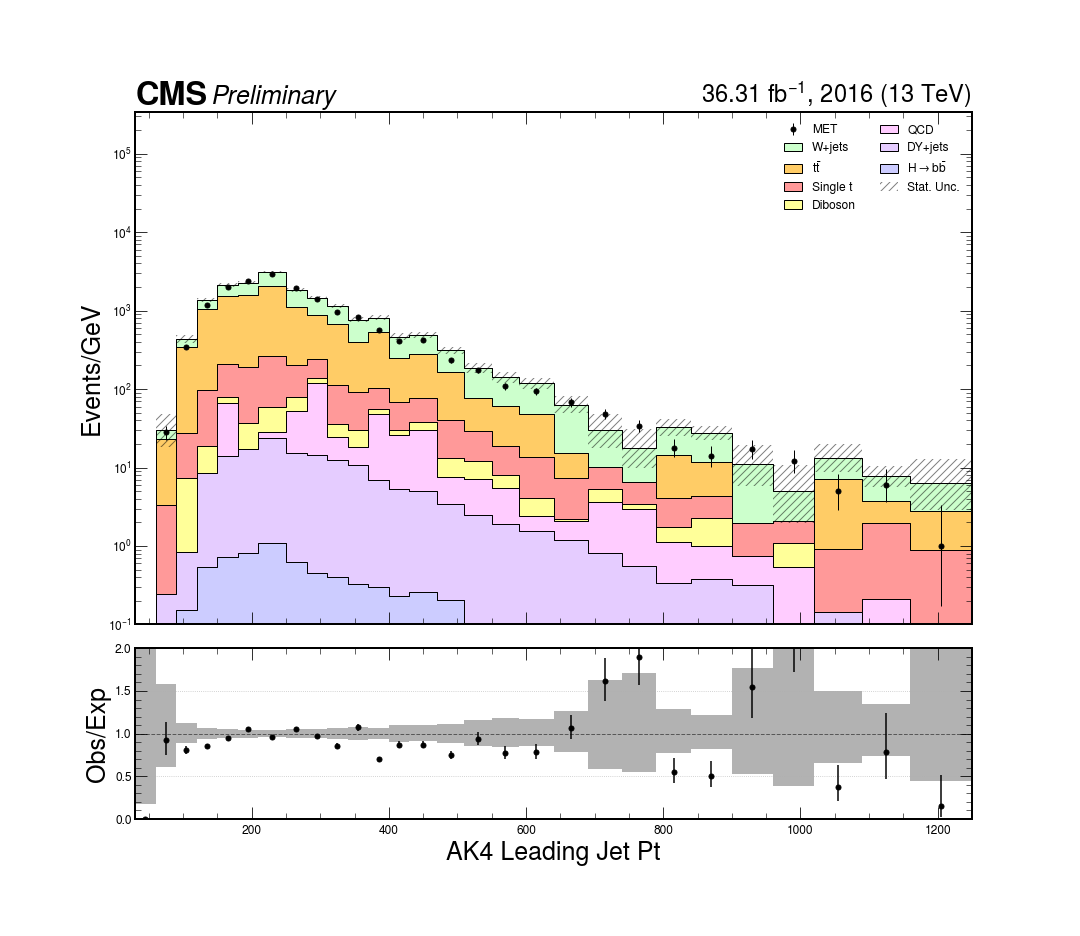 CMS Preliminary
36.31 fb⁻¹, 2016 (13 TeV)
MET
W+jets
tt̄
Single t
Diboson
QCD
DY+jets
H→bb̄
Stat. Unc.
Events/GeV
10⁵
10⁴
10³
10²
10¹
10⁰
10⁻¹
Obs/Exp
2.0
1.5
1.0
0.5
0.0
200 400 600 800 1000 1200
AK4 Leading Jet Pt